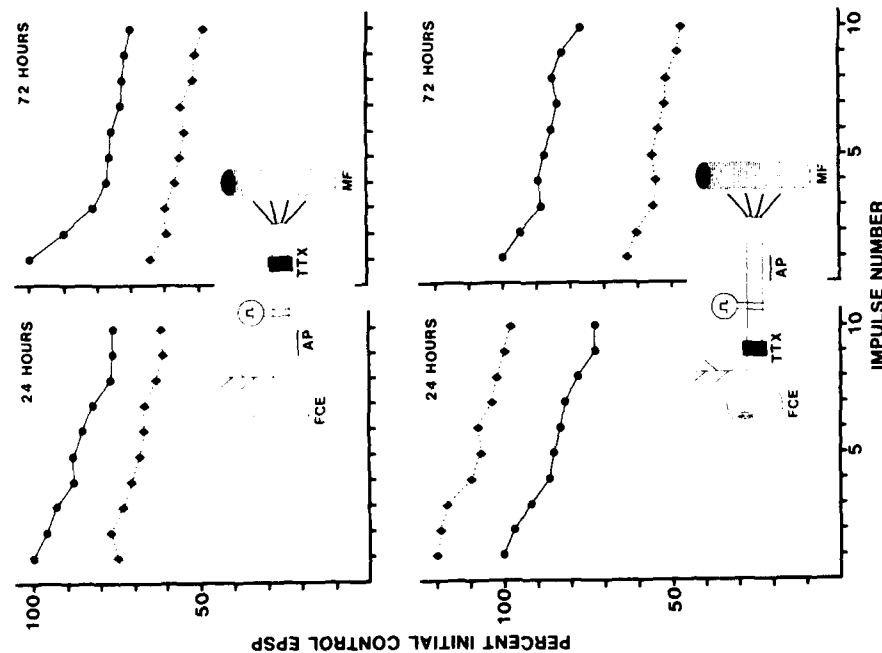 24 HOURS
72 HOURS
100
50
FCE
AP
TTX
MF
24 HOURS
72 HOURS
100
50
FCE
TTX
AP
MF
5
10
5
10
IMPULSE NUMBER
PERCENT INITIAL CONTROL EPSP